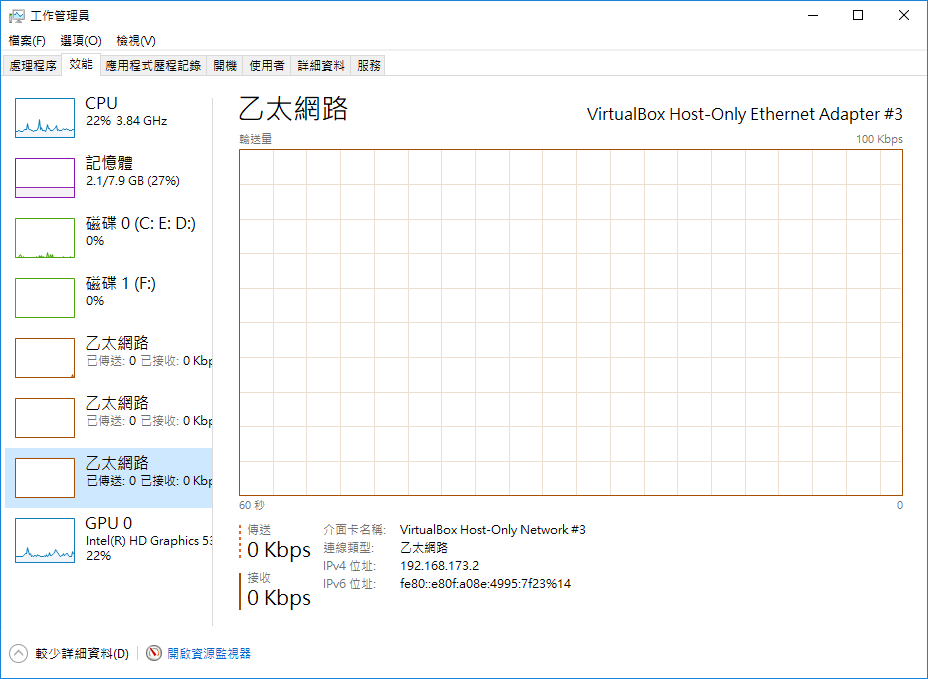 工作管理員
檔案(F) 選項(O) 檢視(V)
處理程序 效能 應用程式歷程記錄 開機 使用者 詳細資料 服務
CPU
22% 3.84 GHz
記憶體
2.1/7.9 GB (27%)
磁碟 0 (C: E: D:)
0%
磁碟 1 (F:)
0%
乙太網路
已傳送: 0 已接收: 0 Kbp
乙太網路
已傳送: 0 已接收: 0 Kbp
乙太網路
已傳送: 0 已接收: 0 Kbp
GPU 0
Intel(R) HD Graphics 53
22%
乙太網路
VirtualBox Host-Only Ethernet Adapter #3
輸送量
100 Kbps
60 秒
0
傳送
0 Kbps
接收
0 Kbps
介面卡名稱: VirtualBox Host-Only Network #3
連線類型: 乙太網路
IPv4 位址: 192.168.173.2
IPv6 位址: fe80::e80f:a08e:4995:7f23%14
較少詳細資料(D)
開啟資源監視器